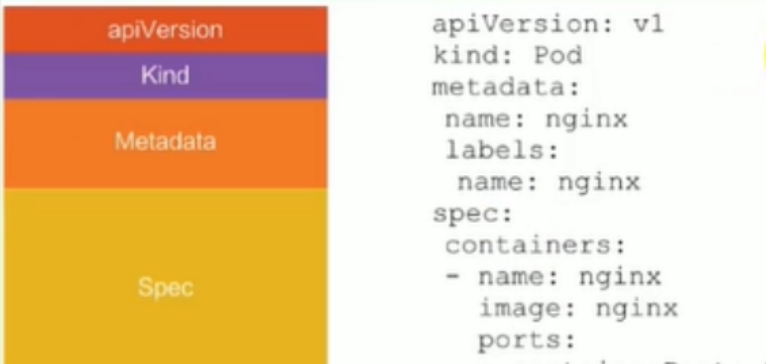 apiVersion
Kind
Metadata
Spec
apiVersion: v1
kind: Pod
metadata:
 name: nginx
 labels:
  name: nginx
spec:
 containers:
 - name: nginx
   image: nginx
   ports: